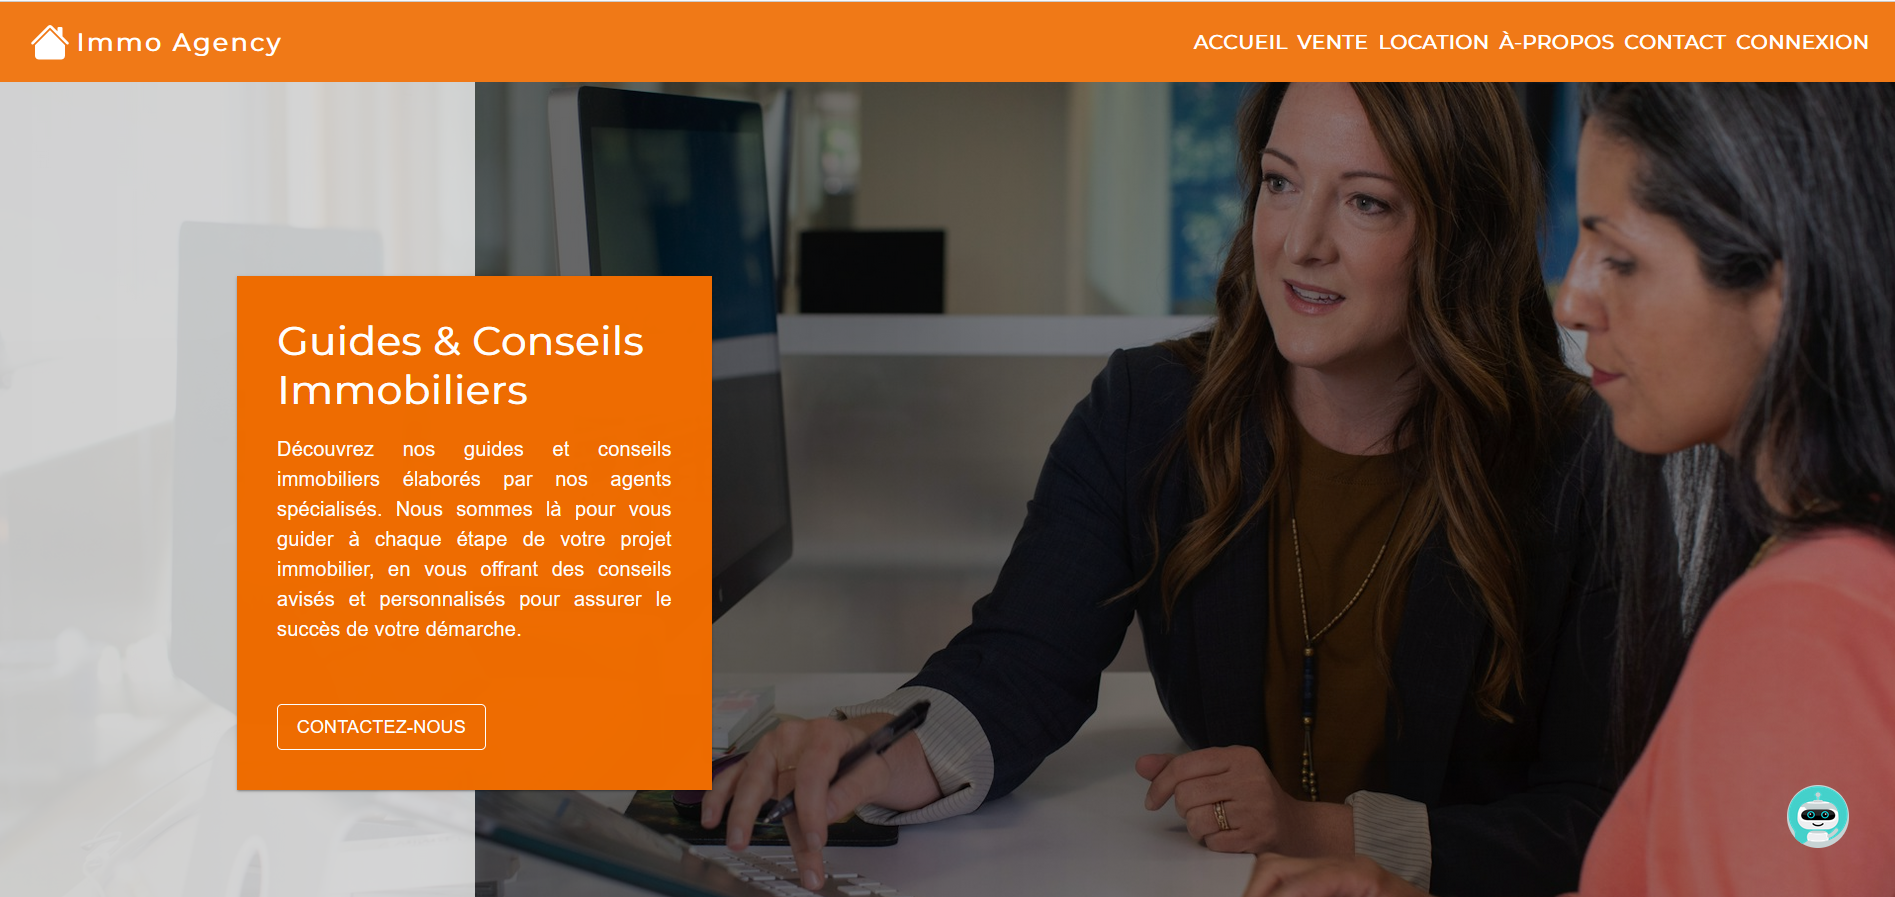 Immo Agency
ACCUEIL VENTE LOCATION À-PROPOS CONTACT CONNEXION
Guides & Conseils
Immobiliers
Découvrez nos guides et conseils
immobiliers élaborés par nos agents
spécialisés. Nous sommes là pour vous
guider à chaque étape de votre projet
immobilier, en vous offrant des conseils
avisés et personnalisés pour assurer le
succès de votre démarche.
CONTACTEZ-NOUS